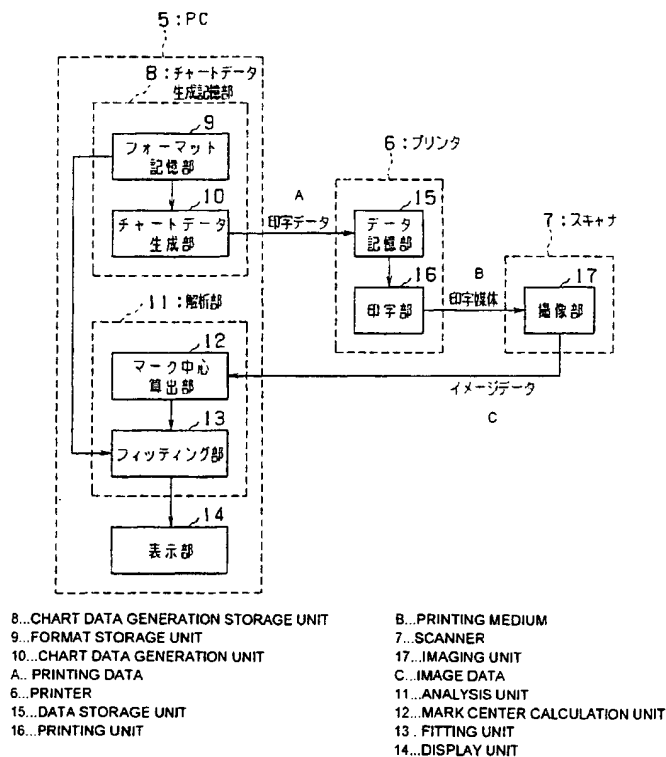 5:PC
8:チャートデータ
生成記憶部
9
フォーマット
記憶部
10
チャートデータ
生成部
A
印字データ
6:プリンタ
15
データ
記憶部
16
印字部
B
印字媒体
7:スキャナ
17
撮像部
イメージデータ
C
11:解析部
12
マーク中心
算出部
13
フィッティング部
14
表示部
8...CHART DATA GENERATION STORAGE UNIT
9...FORMAT STORAGE UNIT
10...CHART DATA GENERATION UNIT
A.. PRINTING DATA
6...PRINTER
15...DATA STORAGE UNIT
16...PRINTING UNIT
B...PRINTING MEDIUM
7...SCANNER
17...IMAGING UNIT
C...IMAGE DATA
11...ANALYSIS UNIT
12...MARK CENTER CALCULATION UNIT
13 . FITTING UNIT
14...DISPLAY UNIT